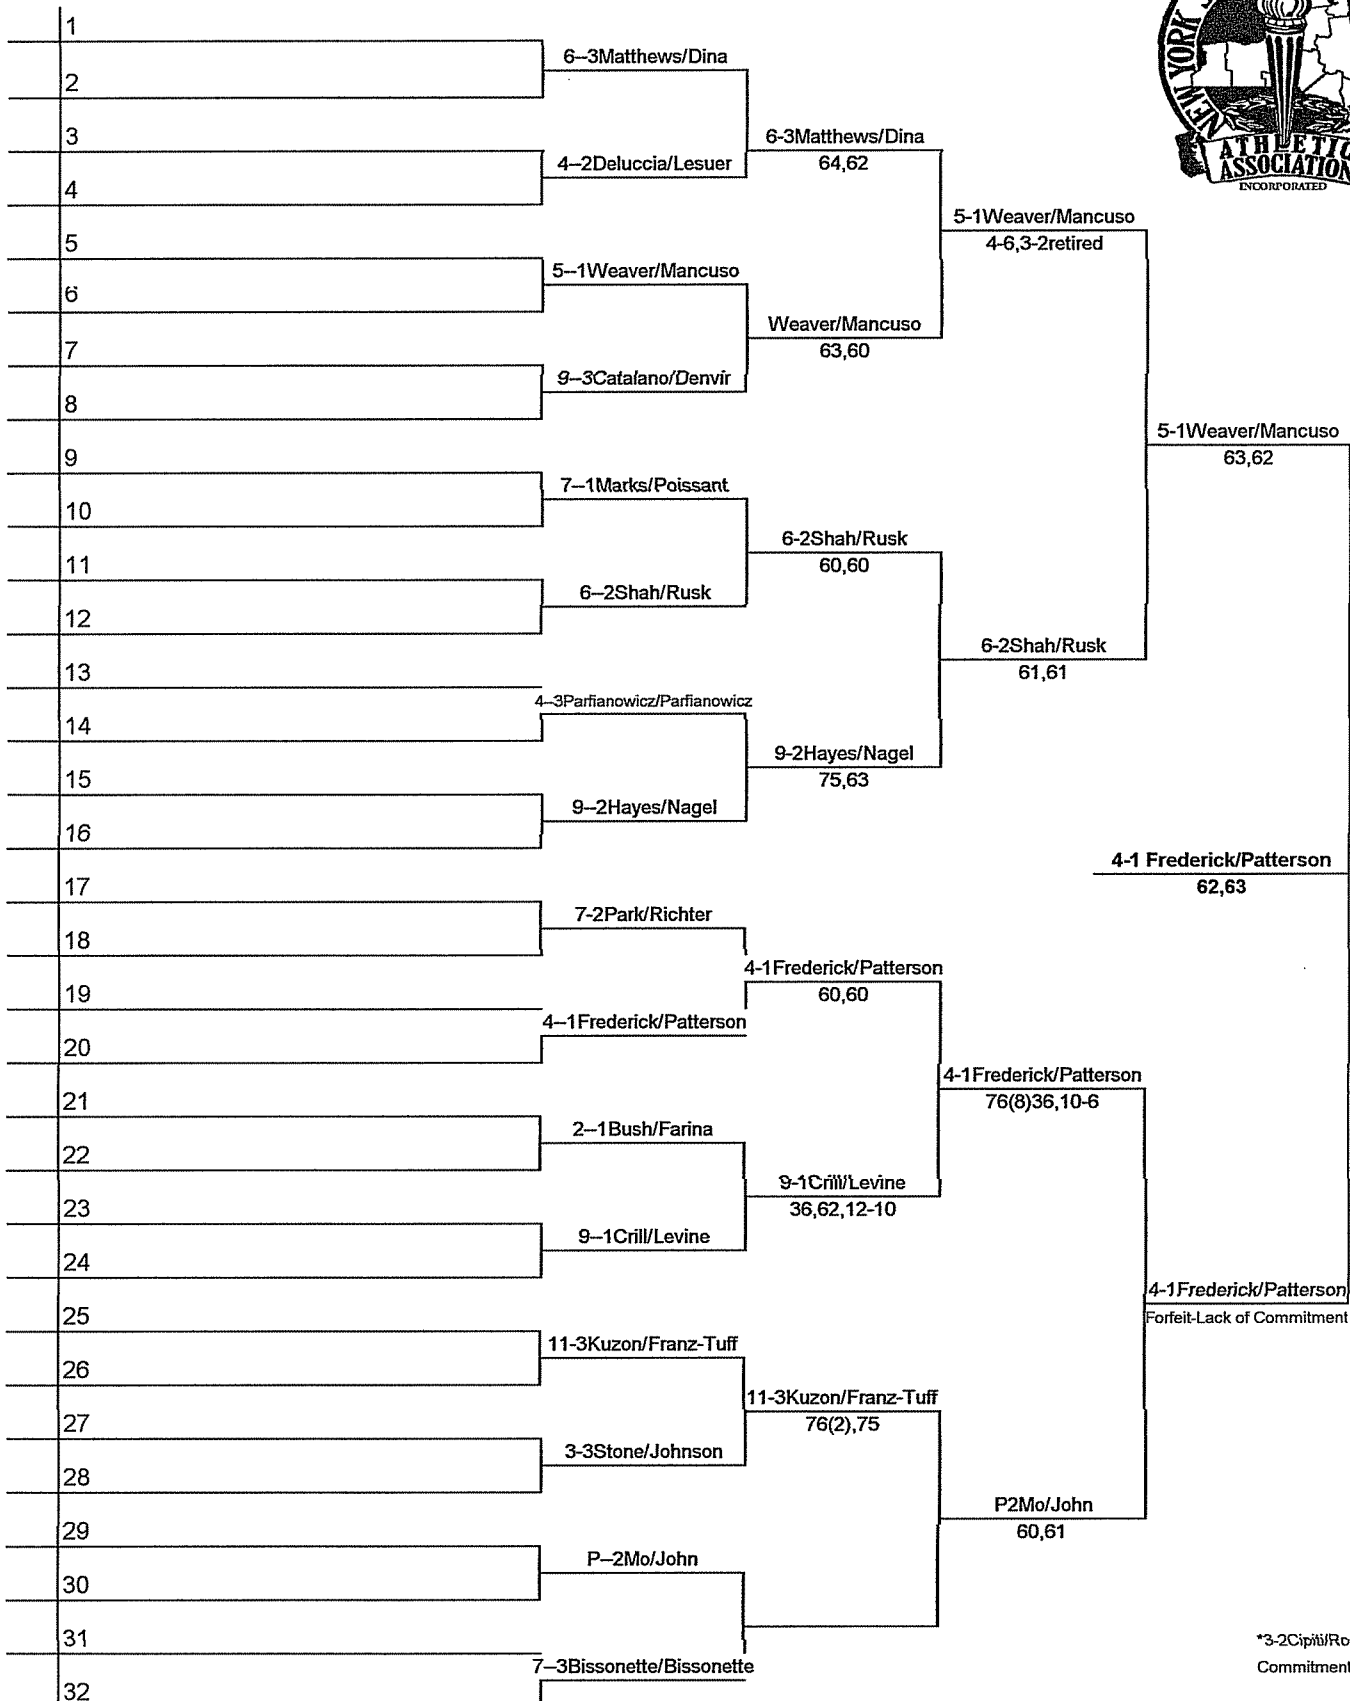 1
2
3
4
5
6
7
8
9
10
11
12
13
14
15
16
17
18
19
20
21
22
23
24
25
26
27
28
29
30
31
32
6--3Matthews/Dina
4--2Deluccia/Lesuer
5--1Weaver/Mancuso
9--3Catalano/Denvir
7--1Marks/Poissant
6--2Shah/Rusk
4--3Parfianowicz/Parfianowicz
9--2Hayes/Nagel
7-2Park/Richter
4--1Frederick/Patterson
2--1Bush/Farina
9--1Crill/Levine
11-3Kuzon/Franz-Tuff
3-3Stone/Johnson
P--2Mo/John
7--3Bissonette/Bissonette
6-3Matthews/Dina
64,62
Weaver/Mancuso
63,60
6-2Shah/Rusk
60,60
9-2Hayes/Nagel
75,63
4-1Frederick/Patterson
60,60
9-1Crill/Levine
36,62,12-10
11-3Kuzon/Franz-Tuff
76(2),75
5-1Weaver/Mancuso
4-6,3-2retired
6-2Shah/Rusk
61,61
4-1Frederick/Patterson
76(8)36,10-6
P2Mo/John
60,61
5-1Weaver/Mancuso
63,62
4-1Frederick/Patterson
Forfeit-Lack of Commitment
4-1 Frederick/Patterson
62,63
NEW YORK
ATHLETIC
ASSOCIATION
INCORPORATED
*3-2Cipiti/Ro
Commitment